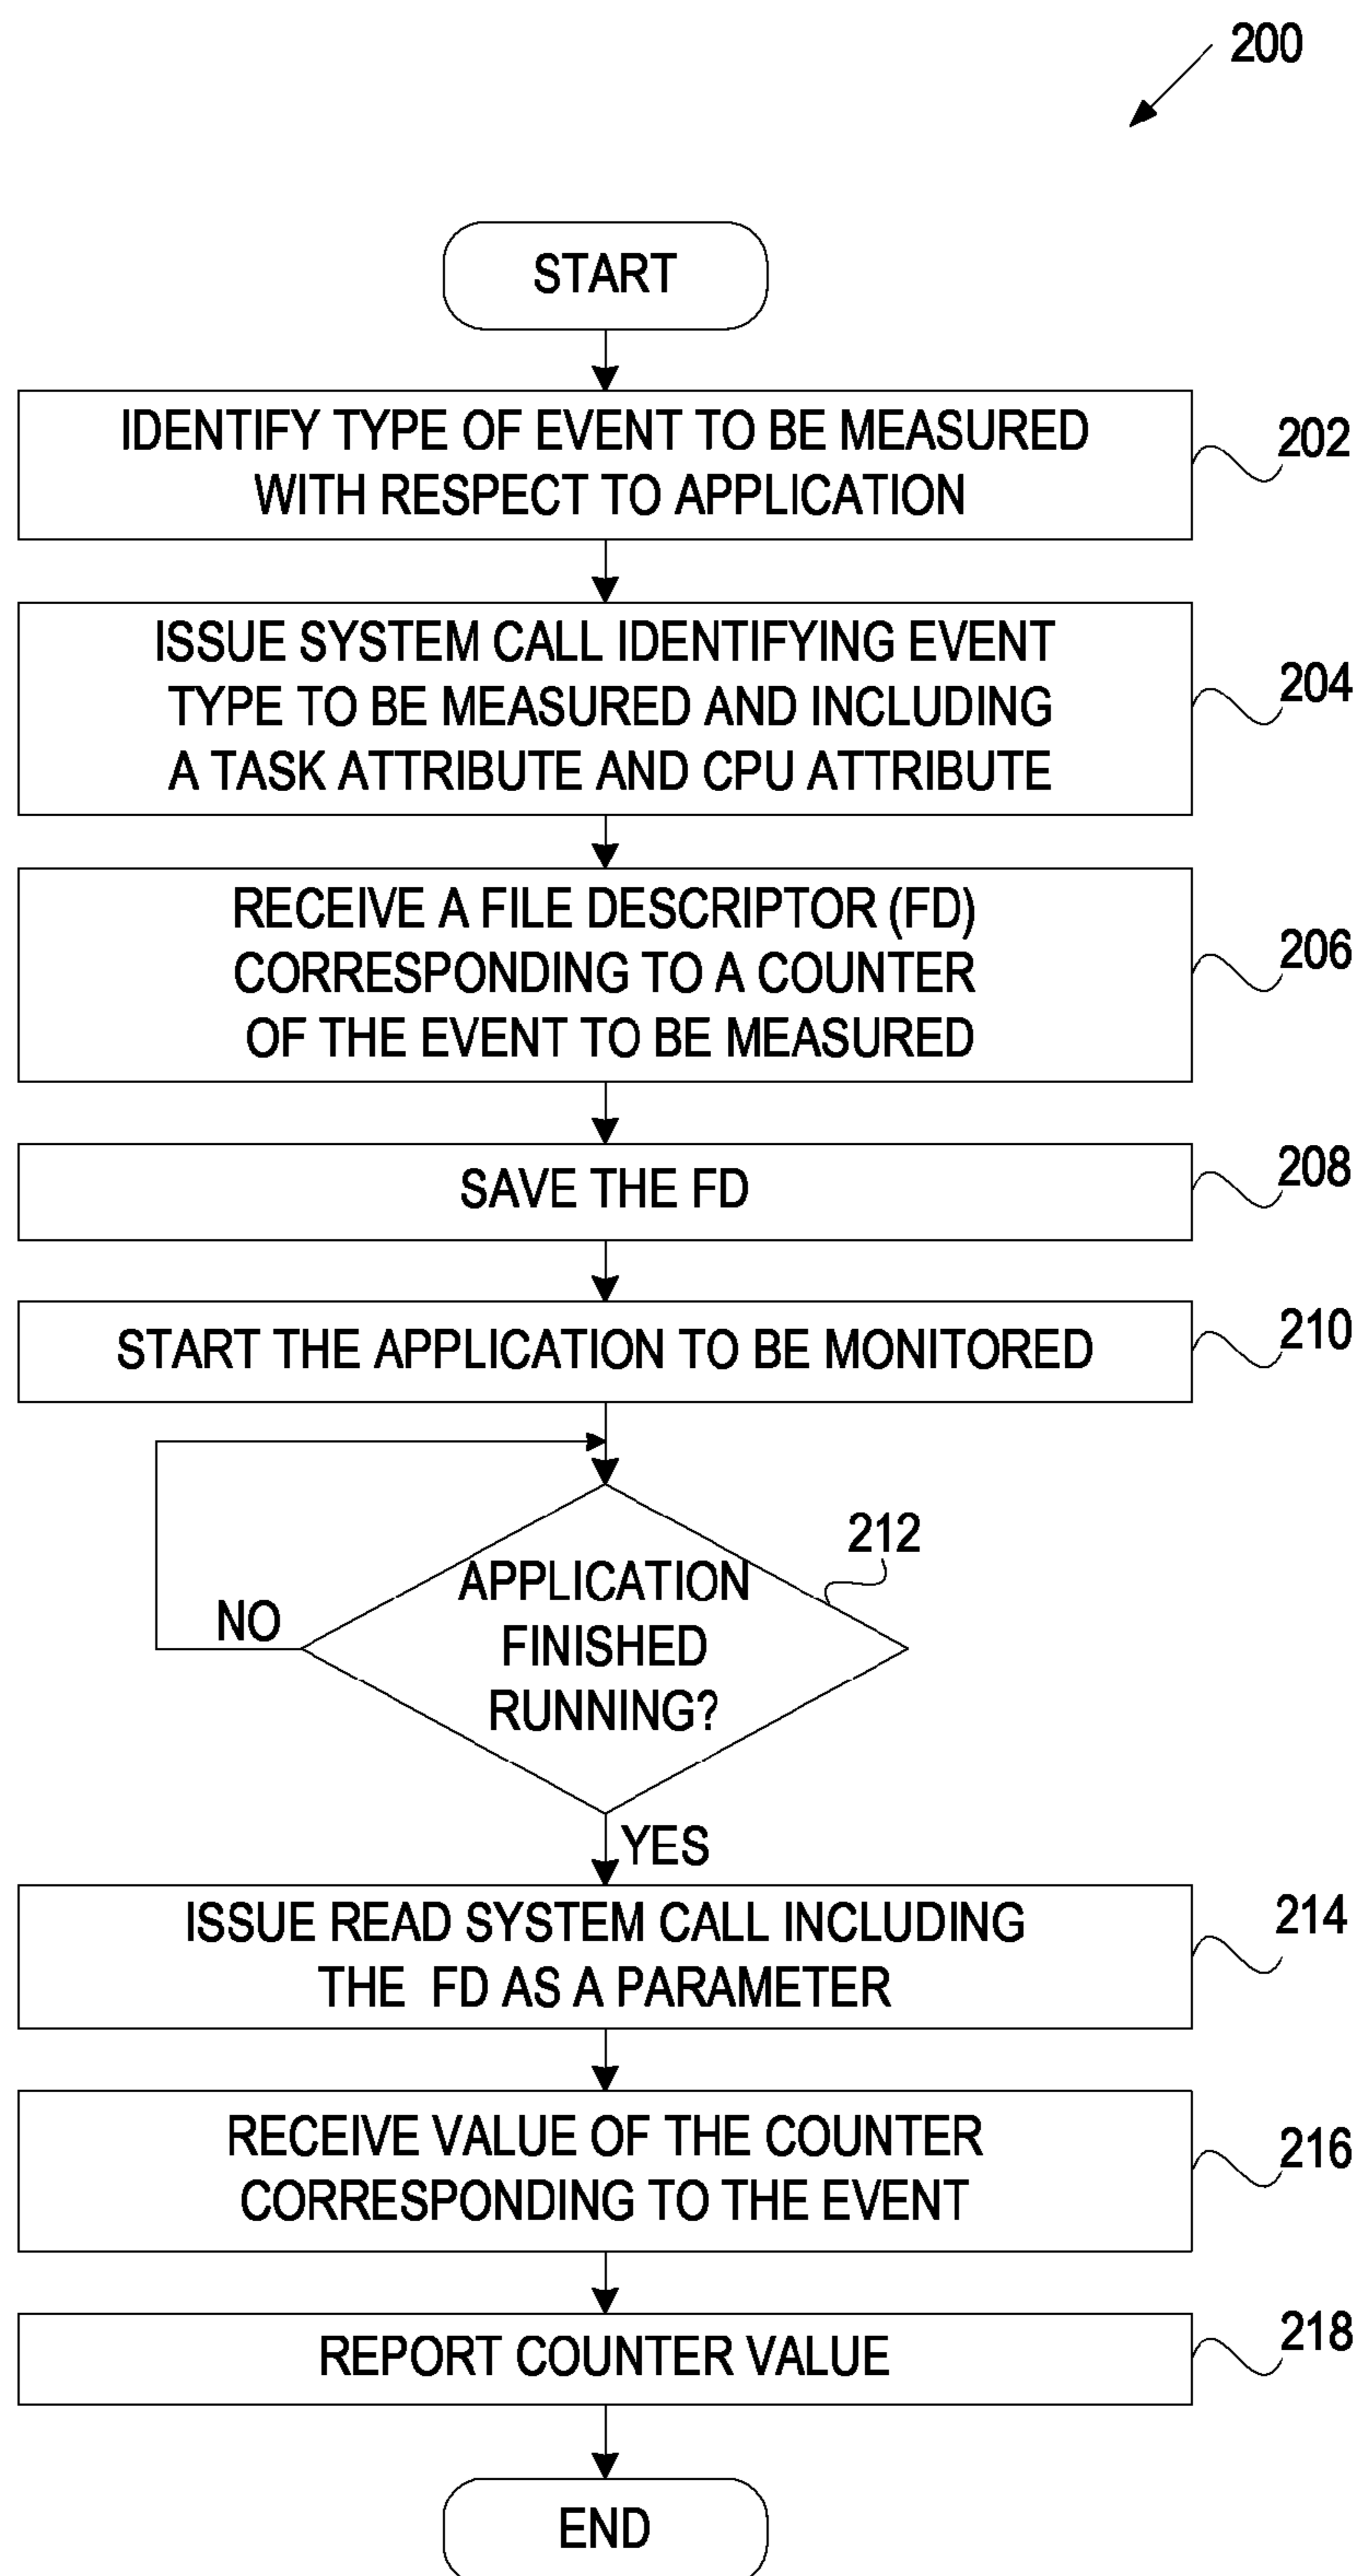 200
START
IDENTIFY TYPE OF EVENT TO BE MEASURED
WITH RESPECT TO APPLICATION
202
ISSUE SYSTEM CALL IDENTIFYING EVENT
TYPE TO BE MEASURED AND INCLUDING
A TASK ATTRIBUTE AND CPU ATTRIBUTE
204
RECEIVE A FILE DESCRIPTOR (FD)
CORRESPONDING TO A COUNTER
OF THE EVENT TO BE MEASURED
206
SAVE THE FD
208
START THE APPLICATION TO BE MONITORED
210
APPLICATION
FINISHED
RUNNING?
212
NO
YES
ISSUE READ SYSTEM CALL INCLUDING
THE FD AS A PARAMETER
214
RECEIVE VALUE OF THE COUNTER
CORRESPONDING TO THE EVENT
216
REPORT COUNTER VALUE
218
END